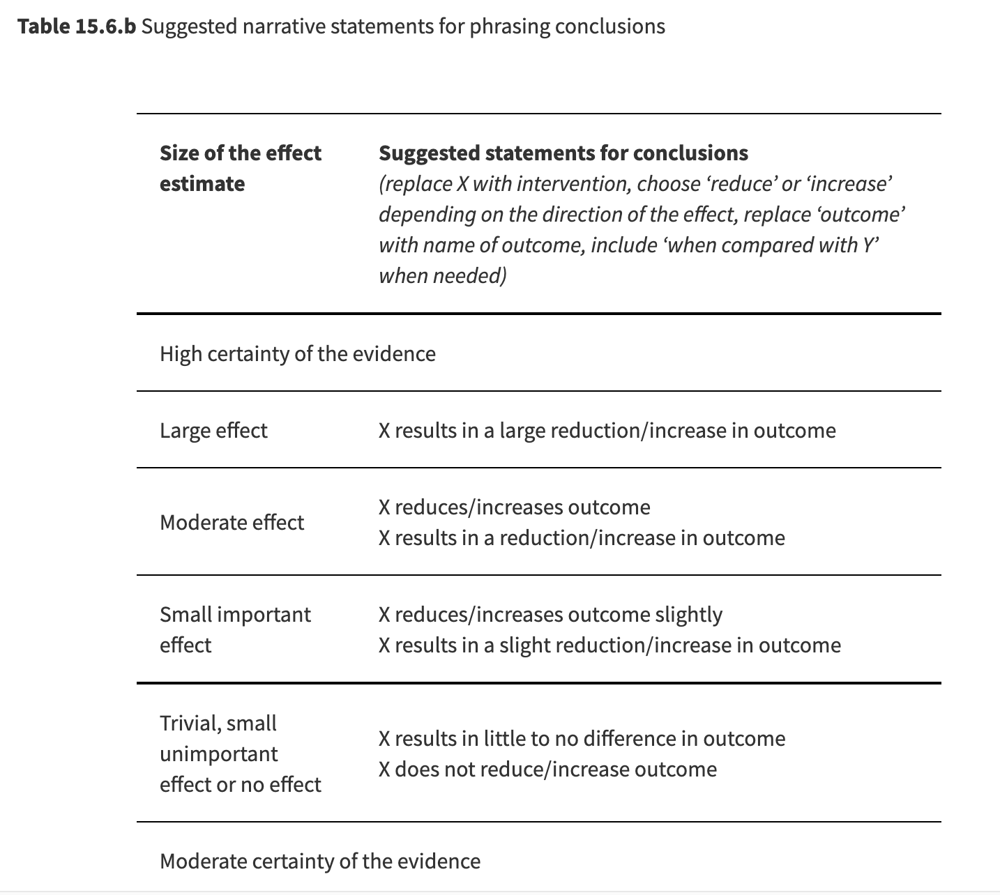 Table 15.6.b Suggested narrative statements for phrasing conclusions
Size of the effect
estimate
Suggested statements for conclusions
(replace X with intervention, choose ‘reduce’ or ‘increase’
depending on the direction of the effect, replace ‘outcome’
with name of outcome, include ‘when compared with Y’
when needed)
High certainty of the evidence
Large effect
X results in a large reduction/increase in outcome
Moderate effect
X reduces/increases outcome
X results in a reduction/increase in outcome
Small important
effect
X reduces/increases outcome slightly
X results in a slight reduction/increase in outcome
Trivial, small
unimportant
effect or no effect
X results in little to no difference in outcome
X does not reduce/increase outcome
Moderate certainty of the evidence